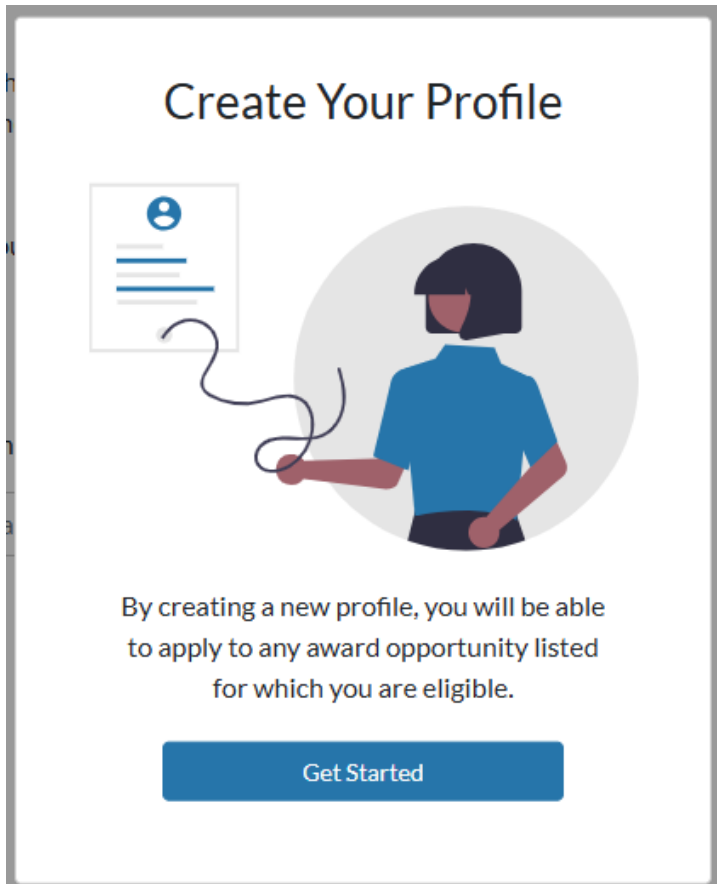 Create Your Profile
By creating a new profile, you will be able
to apply to any award opportunity listed
for which you are eligible.
Get Started